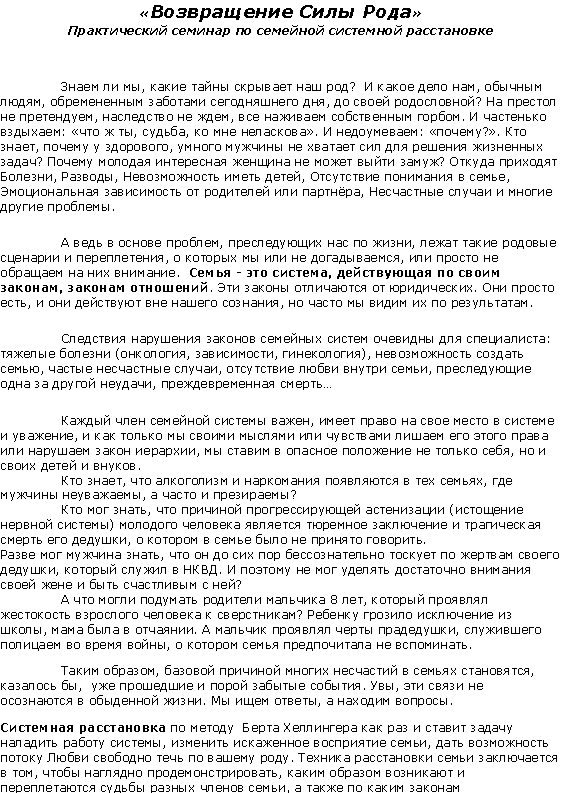 «Возвращение Силы Рода»
Практический семинар по семейной системной расстановке
Знаем ли мы, какие тайны скрывает наш род?  И какое дело нам, обычным
людям, обремененным заботами сегодняшнего дня, до своей родословной? На престол
не претендуем, наследство не ждем, все наживаем собственным горбом. И частенько
вздыхаем: «что ж ты, судьба, ко мне неласкова». И недоумеваем: «почему?». Кто
знает, почему у здорового, умного мужчины не хватает сил для решения жизненных
задач? Почему молодая интересная женщина не может выйти замуж? Откуда приходят
Болезни, Разводы, Невозможность иметь детей, Отсутствие понимания в семье,
Эмоциональная зависимость от родителей или партнёра, Несчастные случаи и многие
другие проблемы.
А ведь в основе проблем, преследующих нас по жизни, лежат такие родовые
сценарии и переплетения, о которых мы или не догадываемся, или просто не
обращаем на них внимание.  Семья - это система, действующая по своим
законам, законам отношений. Эти законы отличаются от юридических. Они просто
есть, и они действуют вне нашего сознания, но часто мы видим их по результатам.
Следствия нарушения законов семейных систем очевидны для специалиста:
тяжелые болезни (онкология, зависимости, гинекология), невозможность создать
семью, частые несчастные случаи, отсутствие любви внутри семьи, преследующие
одна за другой неудачи, преждевременная смерть…
Каждый член семейной системы важен, имеет право на свое место в системе
и уважение, и как только мы своими мыслями или чувствами лишаем его этого права
или нарушаем закон иерархии, мы ставим в опасное положение не только себя, но и
своих детей и внуков.
Кто знает, что алкоголизм и наркомания появляются в тех семьях, где
мужчины неуважаемы, а часто и презираемы?
Кто мог знать, что причиной прогрессирующей астенизации (истощение
нервной системы) молодого человека является тюремное заключение и трагическая
смерть его дедушки, о котором в семье было не принято говорить.
Разве мог мужчина знать, что он до сих пор бессознательно тоскует по жертвам своего
дедушки, который служил в НКВД. И поэтому не мог уделять достаточно внимания
своей жене и быть счастливым с ней?
А что могли подумать родители мальчика 8 лет, который проявлял
жестокость взрослого человека к сверстникам? Ребенку грозило исключение из
школы, мама была в отчаянии. А мальчик проявлял черты прадедушки, служившего
полицаем во время войны, о котором семья предпочитала не вспоминать.
Таким образом, базовой причиной многих несчастий в семьях становятся,
казалось бы,  уже прошедшие и порой забытые события. Увы, эти связи не
осознаются в обыденной жизни. Мы ищем ответы, а находим вопросы.
Системная расстановка по методу  Берта Хеллингера как раз и ставит задачу
наладить работу системы, изменить искаженное восприятие семьи, дать возможность
потоку Любви свободно течь по вашему роду. Техника расстановки семьи заключается
в том, чтобы наглядно продемонстрировать, каким образом возникают и
переплетаются судьбы разных членов семьи, а также по каким законам